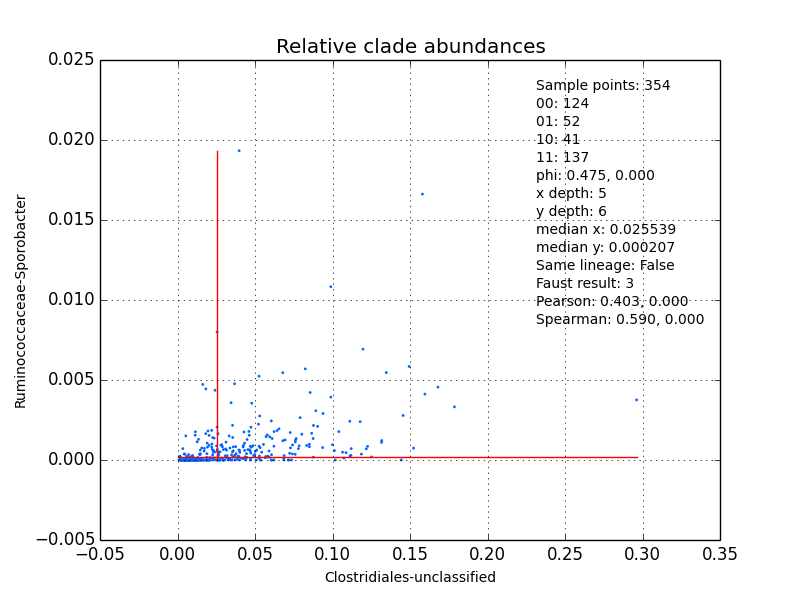 Relative clade abundances
0.025
0.020
0.015
0.010
0.005
0.000
−0.005
Ruminococcaceae-Sporobacter
Sample points: 354
00: 124
01: 52
10: 41
11: 137
phi: 0.475, 0.000
x depth: 5
y depth: 6
median x: 0.025539
median y: 0.000207
Same lineage: False
Faust result: 3
Pearson: 0.403, 0.000
Spearman: 0.590, 0.000
−0.05 0.00 0.05 0.10 0.15 0.20 0.25 0.30 0.35
Clostridiales-unclassified